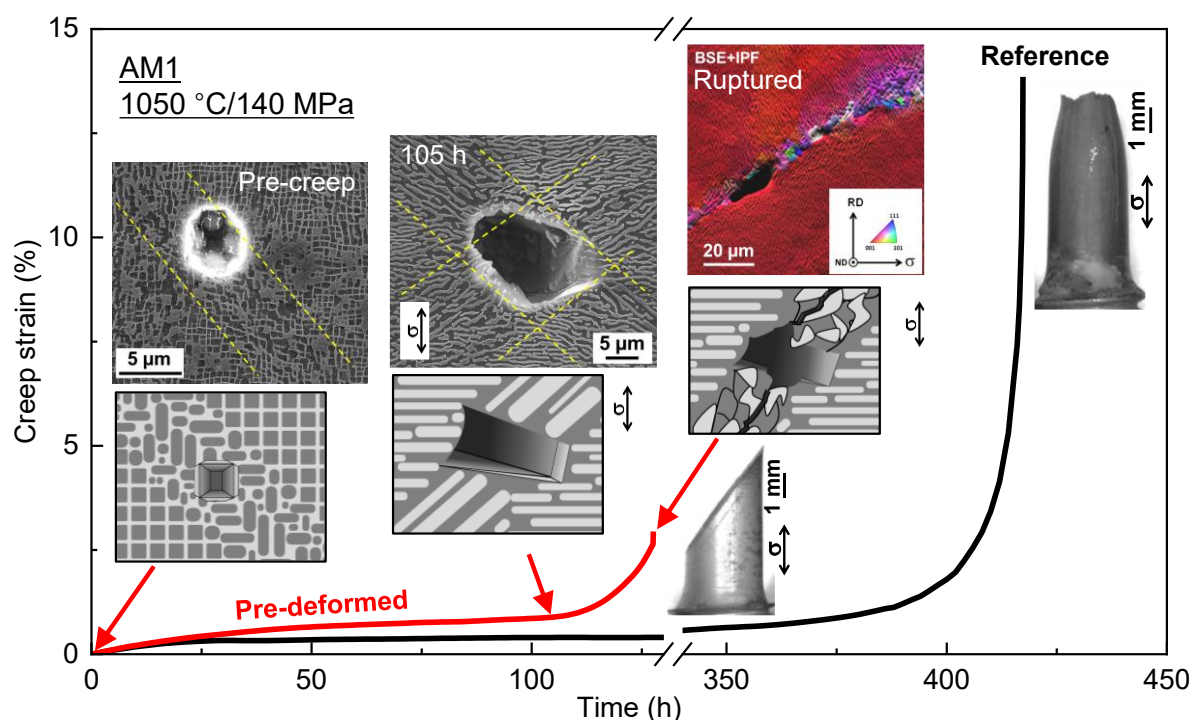 15
10
5
0
Creep strain (%)
AM1
1050 °C/140 MPa
Pre-creep
5 µm
105 h
σ
5 µm
BSE+IPF
Ruptured
RD
ND
σ
111
001
101
20 µm
Reference
1 mm
σ
σ
σ
1 mm
σ
Pre-deformed
0
50
100
350
400
450
Time (h)